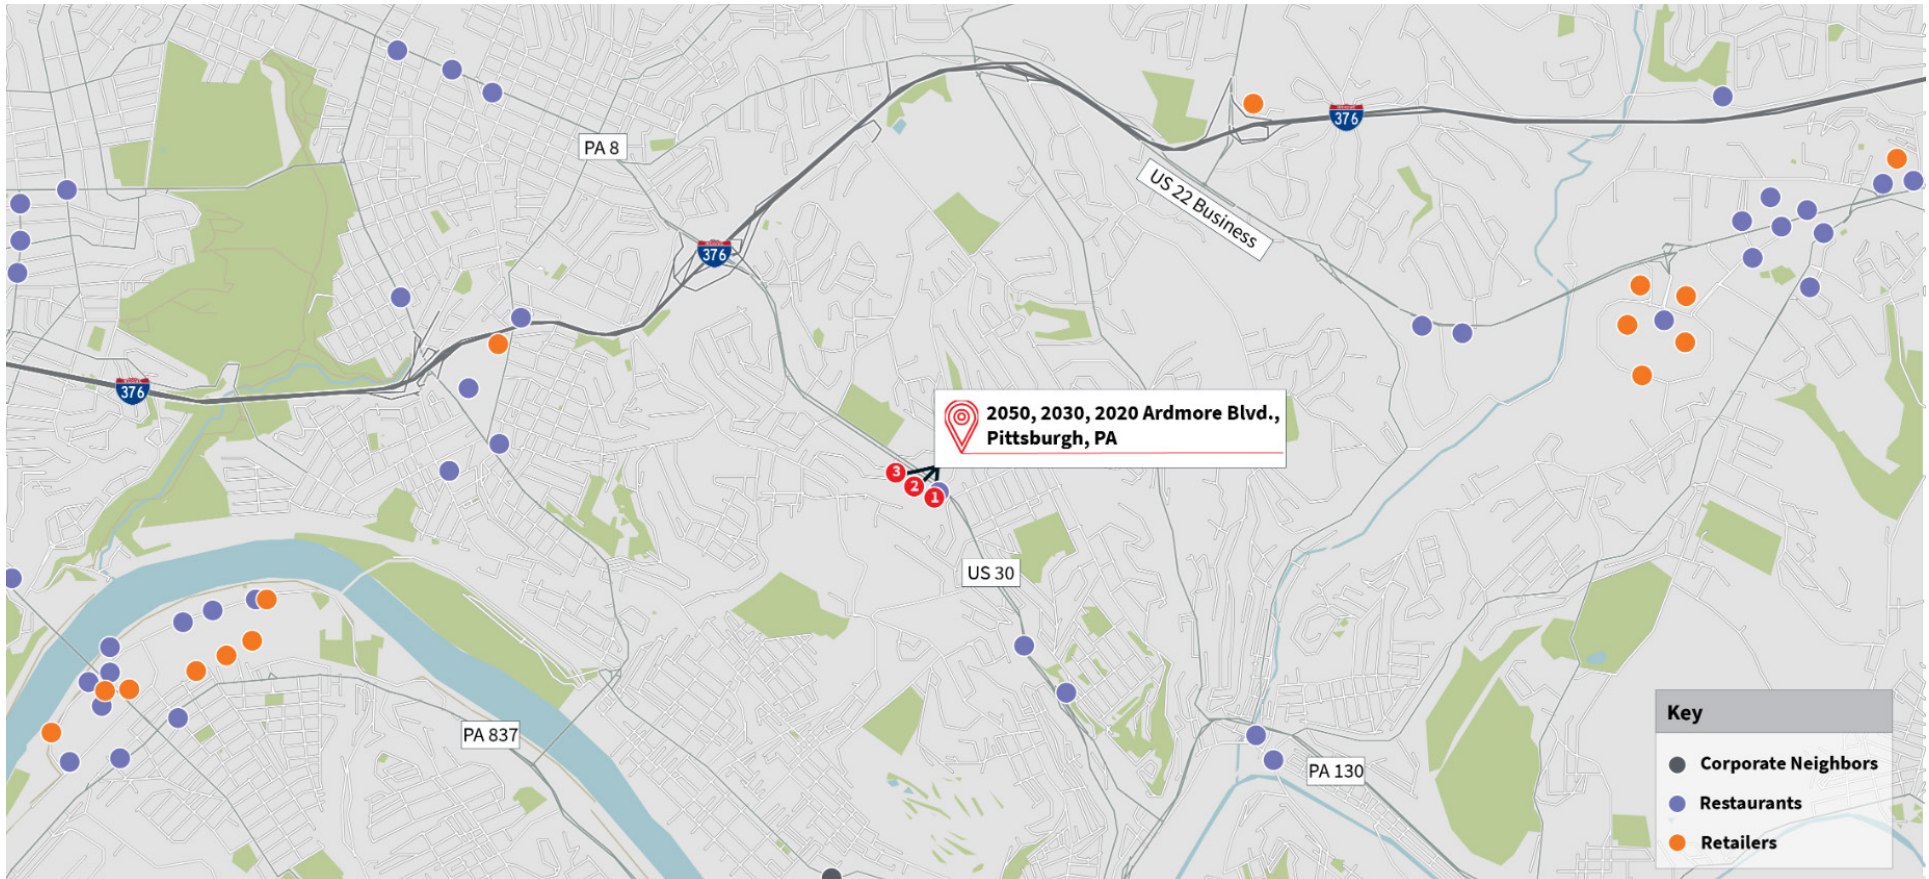 PA 8
376
US 22 Business
376
376
2050, 2030, 2020 Ardmore Blvd.,
Pittsburgh, PA
3
2
1
US 30
PA 837
PA 130
Key
Corporate Neighbors
Restaurants
Retailers